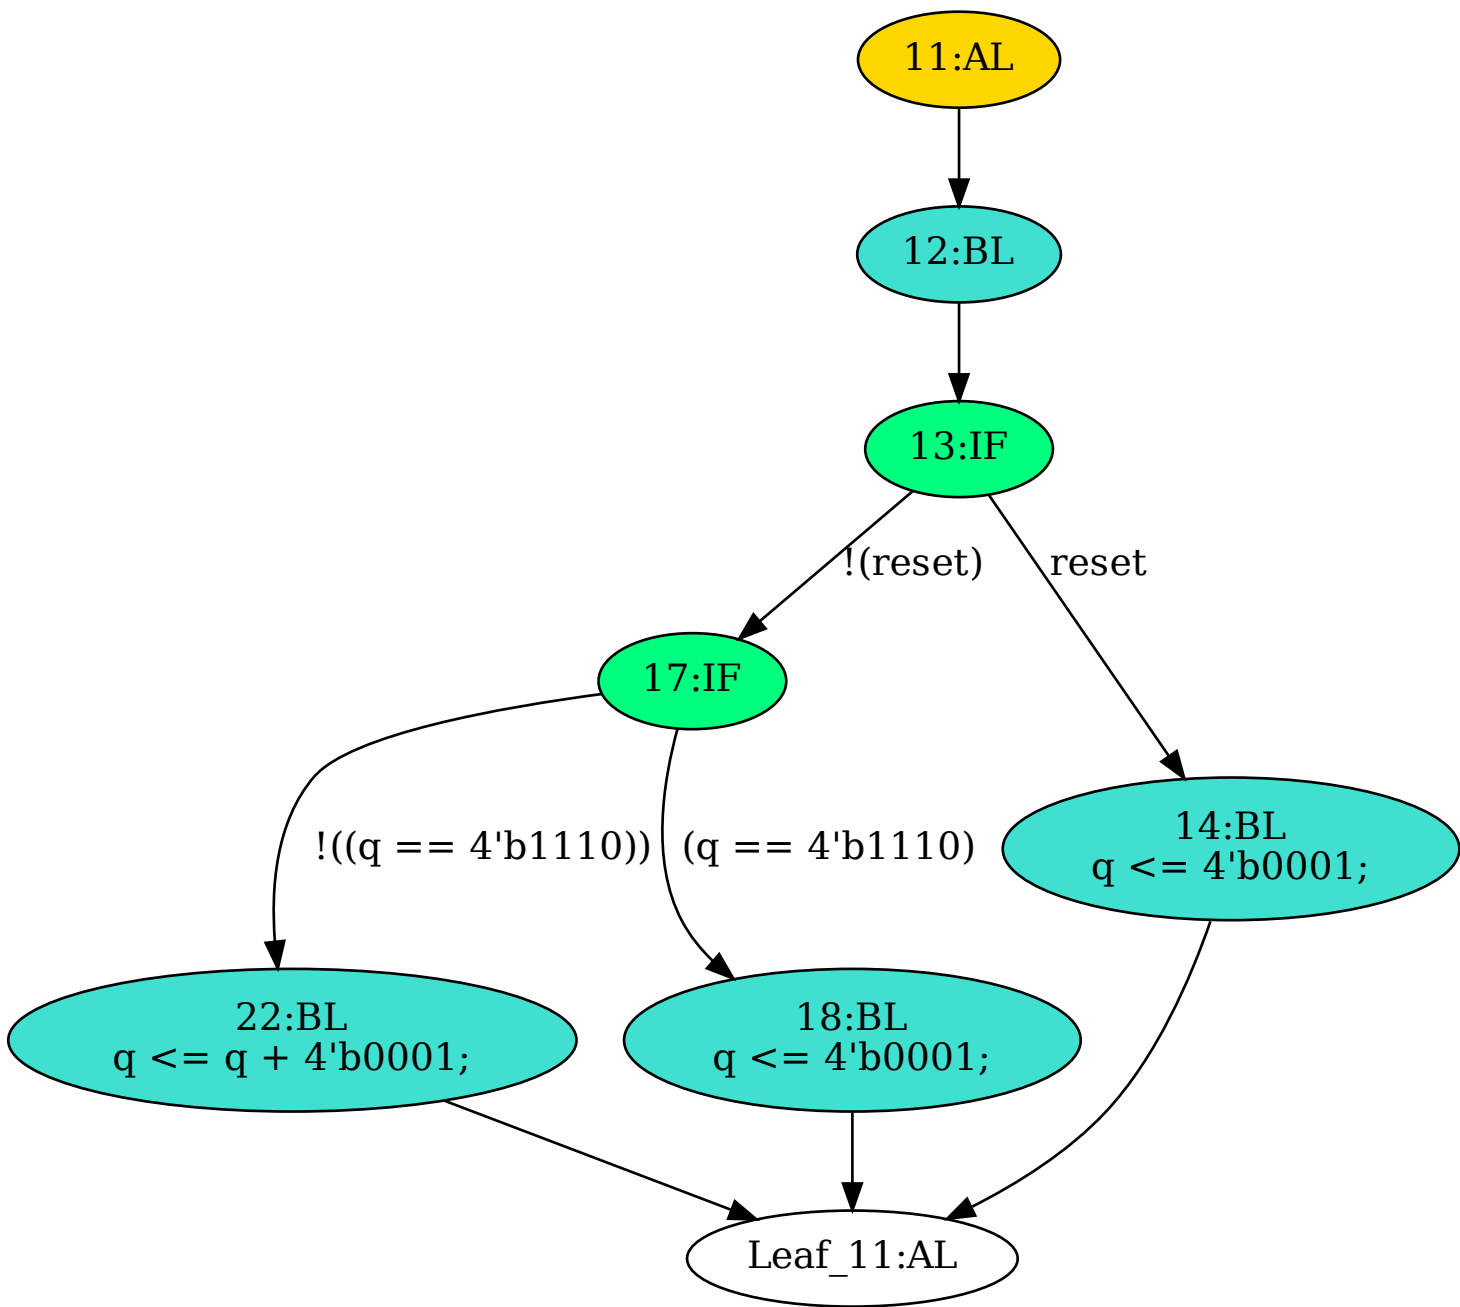 11:AL
12:BL
13:IF
!(reset)
reset
17:IF
!((q == 4'b1110))
(q == 4'b1110)
14:BL
q <= 4'b0001;
22:BL
q <= q + 4'b0001;
18:BL
q <= 4'b0001;
Leaf_11:AL